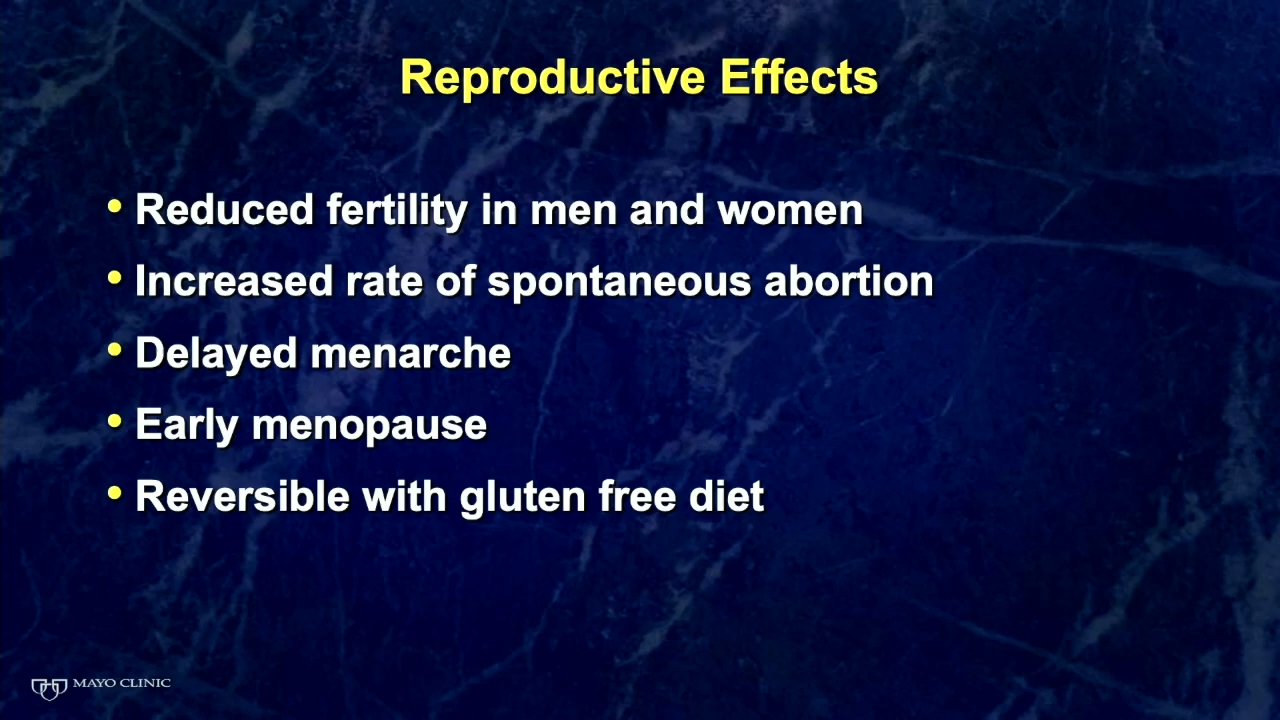 Reproductive Effects
• Reduced fertility in men and women
• Increased rate of spontaneous abortion
• Delayed menarche
• Early menopause
• Reversible with gluten free diet
MAYO CLINIC